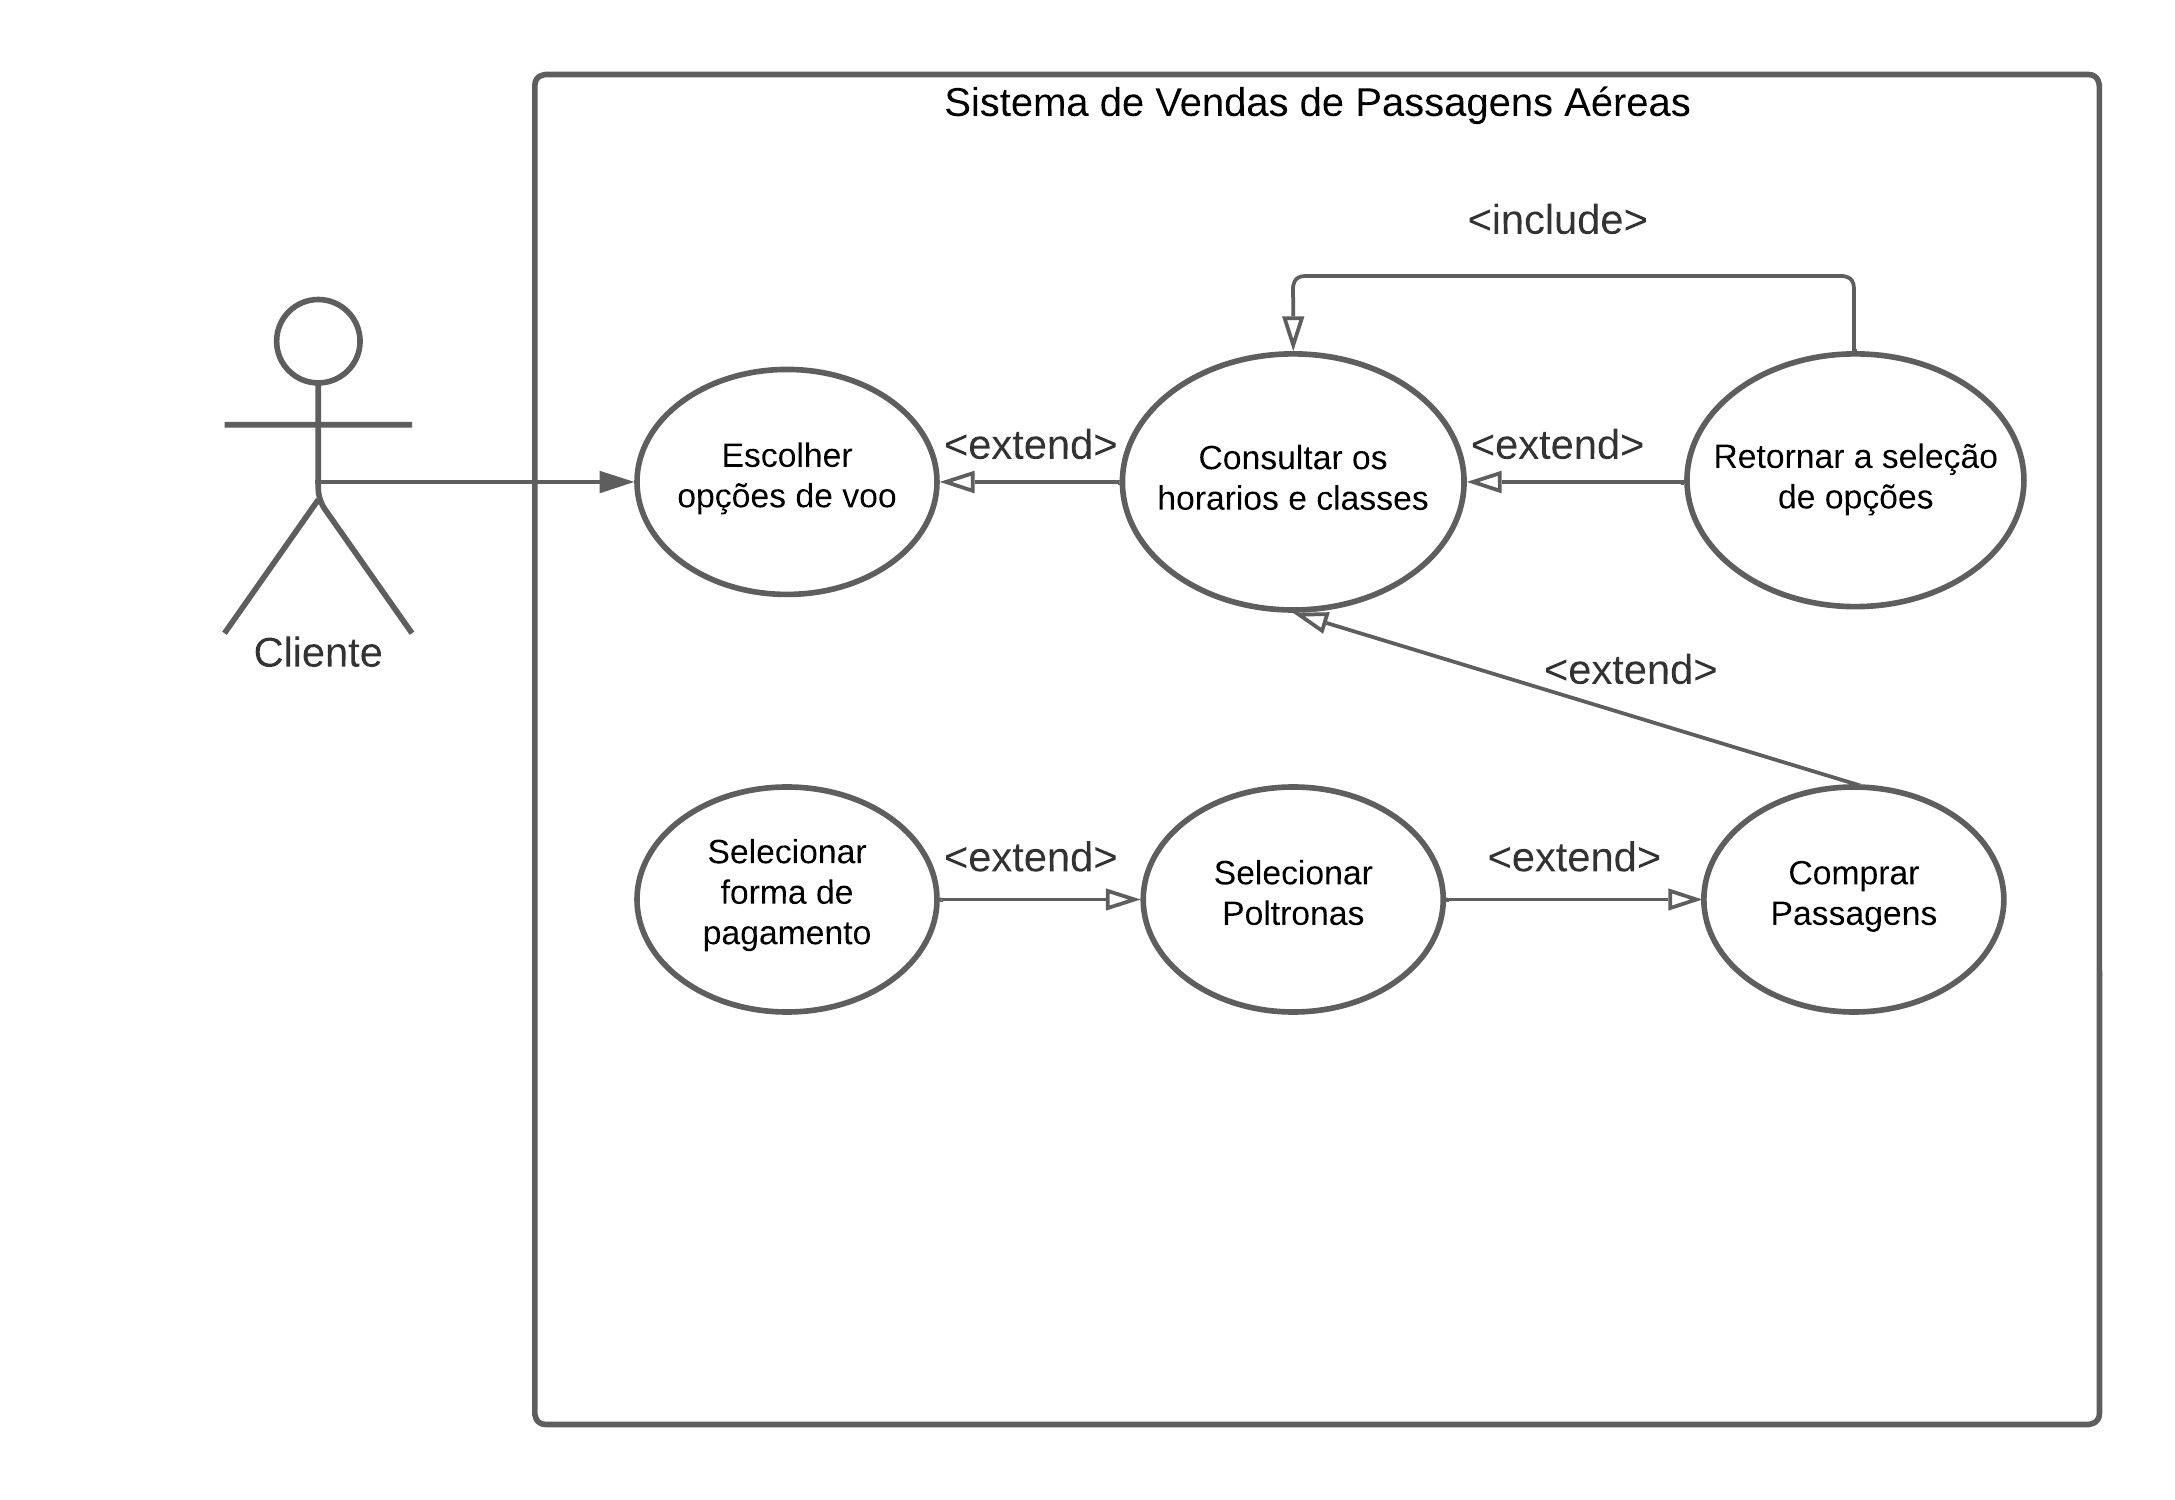 Sistema de Vendas de Passagens Aéreas
<include>
Cliente
Escolher
opções de voo
<extend>
Consultar os
horarios e classes
<extend>
Retornar a seleção
de opções
<extend>
Selecionar
forma de
pagamento
<extend>
Selecionar
Poltronas
<extend>
Comprar
Passagens